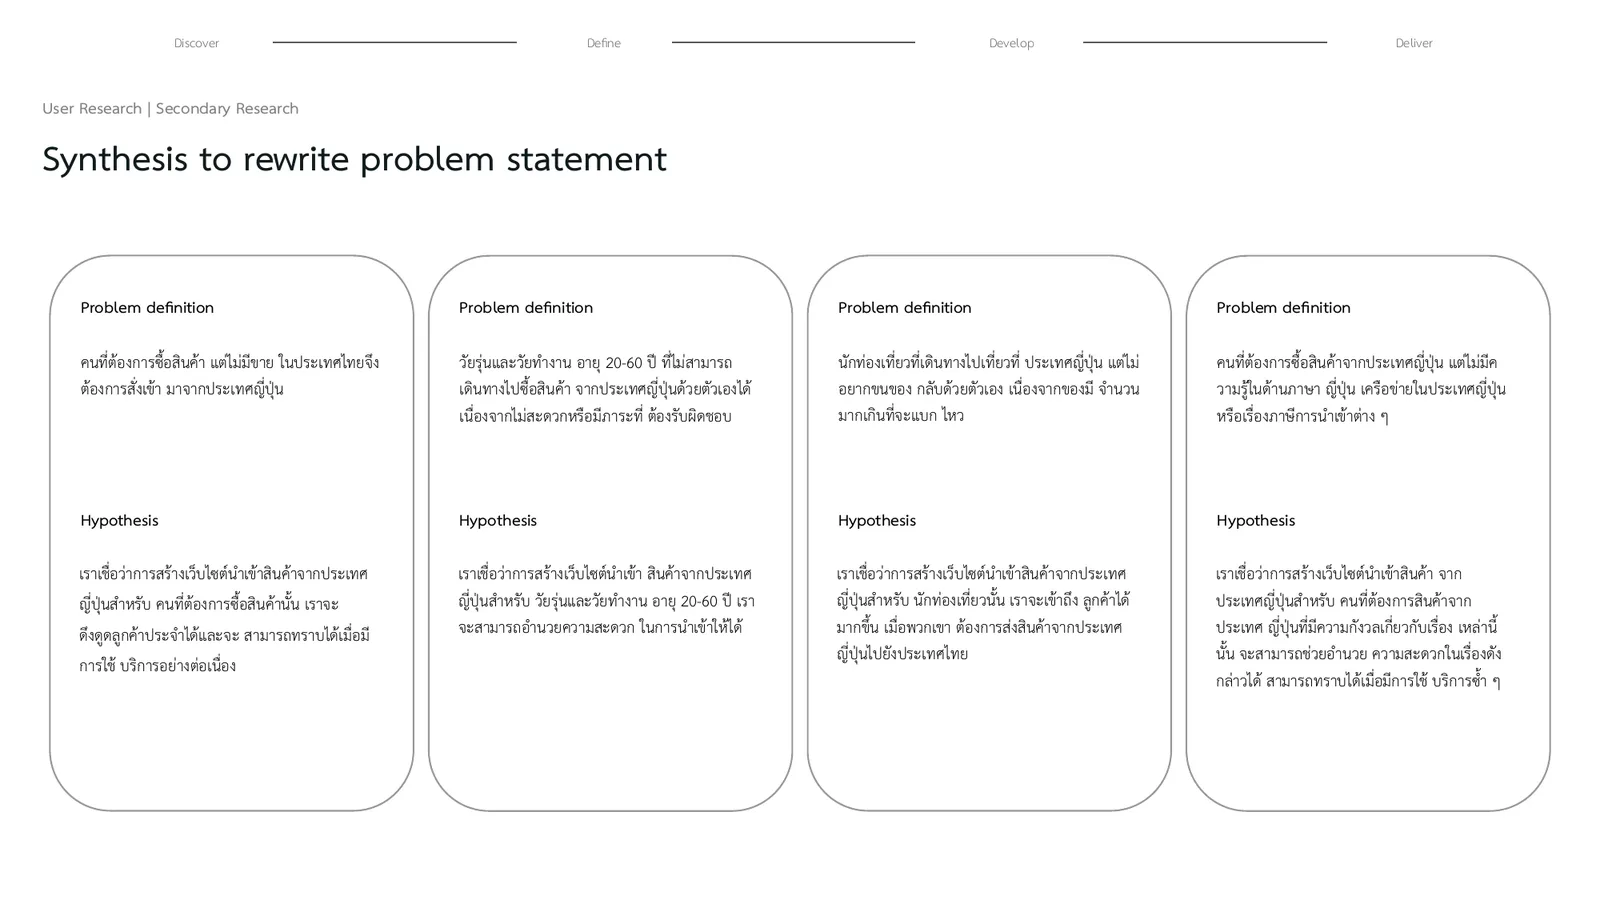 Discover
Define
Develop
Deliver
User Research | Secondary Research
Synthesis to rewrite problem statement
Problem definition
คนที่ต้องการซื้อสินค้า แต่ไม่มีขาย ในประเทศไทยจึง
ต้องการสั่งเข้า มาจากประเทศญี่ปุ่น
Hypothesis
เราเชื่อว่าการสร้างเว็บไซต์นำเข้าสินค้าจากประเทศ
ญี่ปุ่นสำหรับ คนที่ต้องการซื้อสินค้านั้น เราจะ
ดึงดูดลูกค้าประจำได้และจะ สามารถทราบได้เมื่อมี
การใช้ บริการอย่างต่อเนื่อง
Problem definition
วัยรุ่นและวัยทำงาน อายุ 20-60 ปี ที่ไม่สามารถ
เดินทางไปซื้อสินค้า จากประเทศญี่ปุ่นด้วยตัวเองได้
เนื่องจากไม่สะดวกหรือมีภาระที่ ต้องรับผิดชอบ
Hypothesis
เราเชื่อว่าการสร้างเว็บไซต์นำเข้า สินค้าจากประเทศ
ญี่ปุ่นสำหรับ วัยรุ่นและวัยทำงาน อายุ 20-60 ปี เรา
จะสามารถอำนวยความสะดวก ในการนำเข้าให้ได้
Problem definition
นักท่องเที่ยวที่เดินทางไปเที่ยวที่ ประเทศญี่ปุ่น แต่ไม่
อยากขนของ กลับด้วยตัวเอง เนื่องจากของมี จำนวน
มากเกินที่จะแบก ไหว
Hypothesis
เราเชื่อว่าการสร้างเว็บไซต์นำเข้าสินค้าจากประเทศ
ญี่ปุ่นสำหรับ นักท่องเที่ยวนั้น เราจะเข้าถึง ลูกค้าได้
มากขึ้น เมื่อพวกเขา ต้องการส่งสินค้าจากประเทศ
ญี่ปุ่นไปยังประเทศไทย
Problem definition
คนที่ต้องการซื้อสินค้าจากประเทศญี่ปุ่น แต่ไม่มีค
วามรู้ในด้านภาษา ญี่ปุ่น เครือข่ายในประเทศญี่ปุ่น
หรือเรื่องภาษีการนำเข้าต่าง ๆ
Hypothesis
เราเชื่อว่าการสร้างเว็บไซต์นำเข้าสินค้า จาก
ประเทศญี่ปุ่นสำหรับ คนที่ต้องการสินค้าจาก
ประเทศ ญี่ปุ่นที่มีความกังวลเกี่ยวกับเรื่อง เหล่านี้
นั้น จะสามารถช่วยอำนวย ความสะดวกในเรื่องดัง
กล่าวได้ สามารถทราบได้เมื่อมีการใช้ บริการซ้ำ ๆ